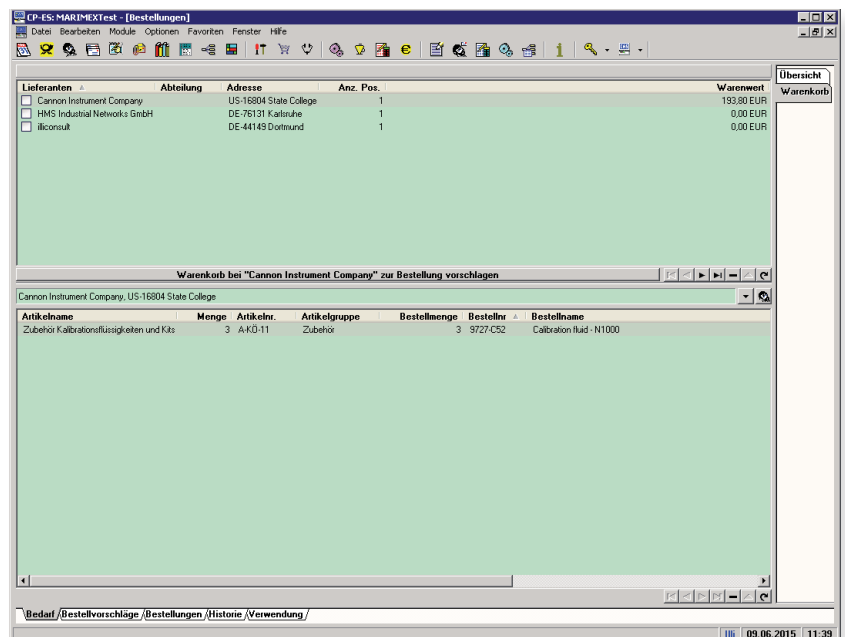 CP-ES: MARIMEXTest - [Bestellungen]
Datei Bearbeiten Module Optionen Favoriten Fenster Hilfe
Übersicht
Warenkorb
Lieferanten Abteilung Adresse Anz. Pos. Warenwert
Cannon Instrument Company US-16804 State College 1 193,80 EUR
HMS Industrial Networks GmbH DE-76131 Karlsruhe 1 0,00 EUR
illiconsult DE-44149 Dortmund 1 0,00 EUR
Warenkorb bei "Cannon Instrument Company" zur Bestellung vorschlagen
Cannon Instrument Company, US-16804 State College
Artikelname Menge Artikelnr. Artikelgruppe Bestellmenge Bestellnr Bestellname
Zubehör Kalibrationsflüssigkeiten und Kits 3 A-KÖ-11 Zubehör 3 9727-C52 Calibration fluid - N1000
Bedarf Bestellvorschläge Bestellungen Historie Verwendung
Illi 09.06.2015 11:39